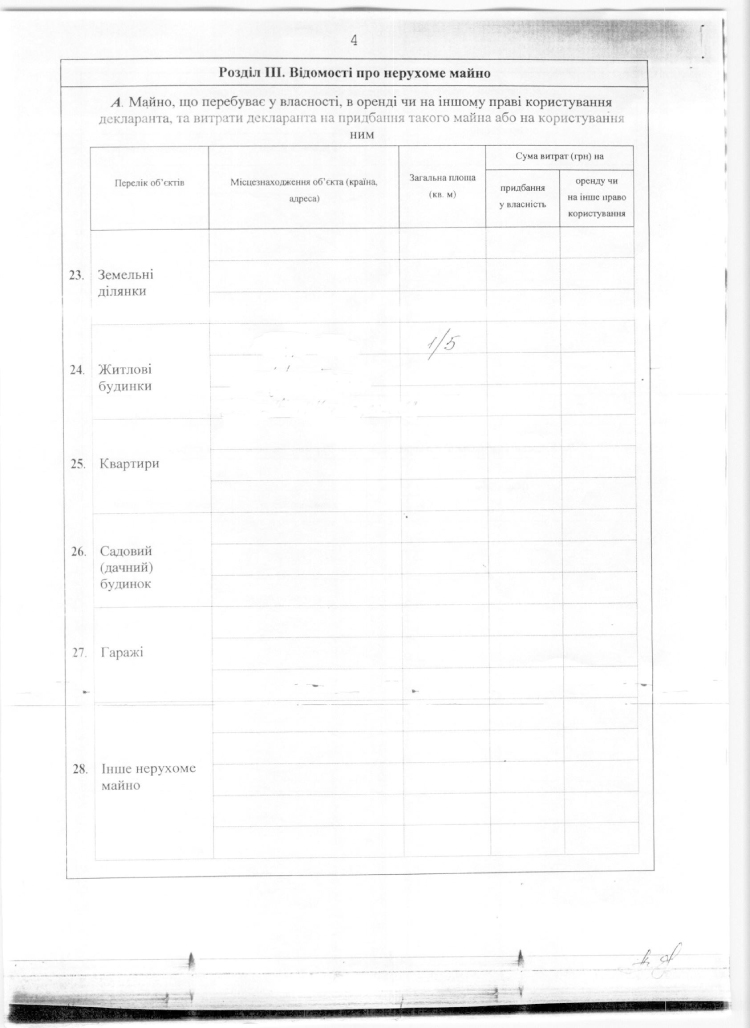 4
Розділ III. Відомості про нерухоме майно
А. Майно, що перебуває у власності, в оренді чи на іншому праві користування
декларанта, та витрати декларанта на придбання такого майна або на користування
ним
Перелік об’єктів
Місцезнаходження об’єкта (країна,
адреса)
Загальна площа
(кв. м)
Сума витрат (грн) на
придбання
у власність
оренду чи
на інше право
користування
23. Земельні
ділянки
24. Житлові
будинки
1/5
25. Квартири
26. Садовий
(дачний)
будинок
27. Гаражі
28. Інше нерухоме
майно